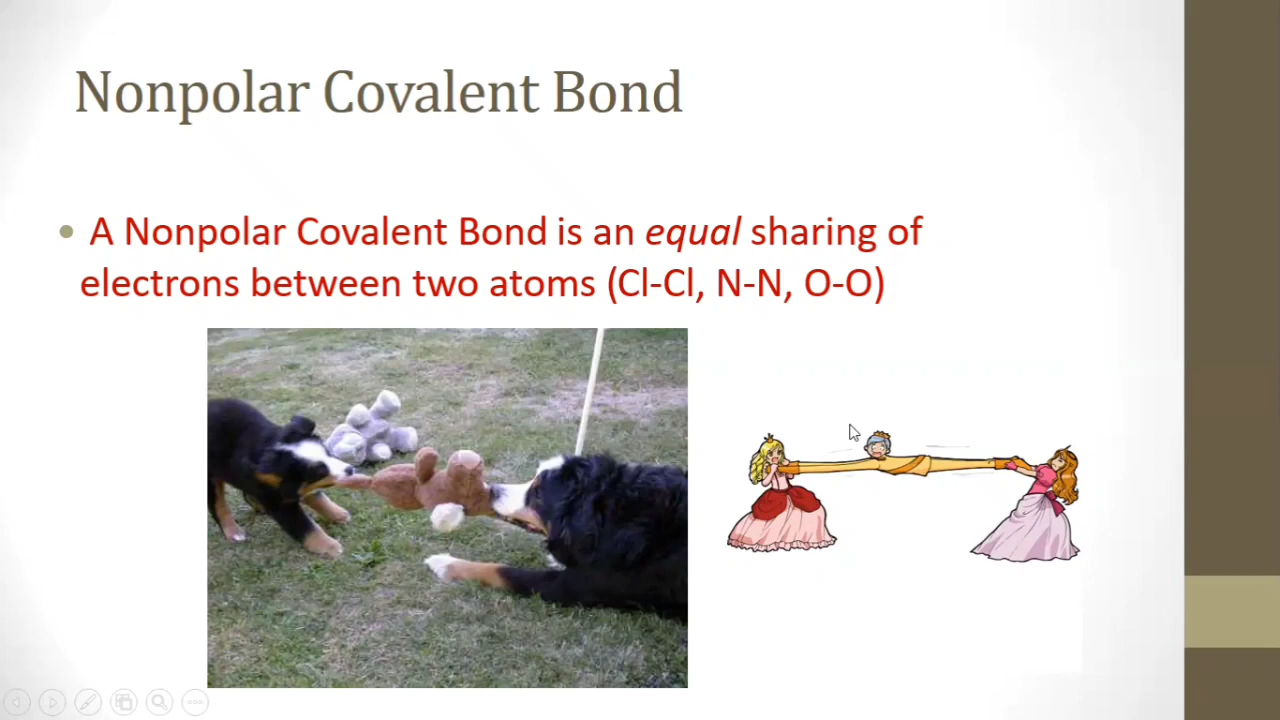 Nonpolar Covalent Bond
• A Nonpolar Covalent Bond is an equal sharing of
electrons between two atoms (Cl-Cl, N-N, O-O)